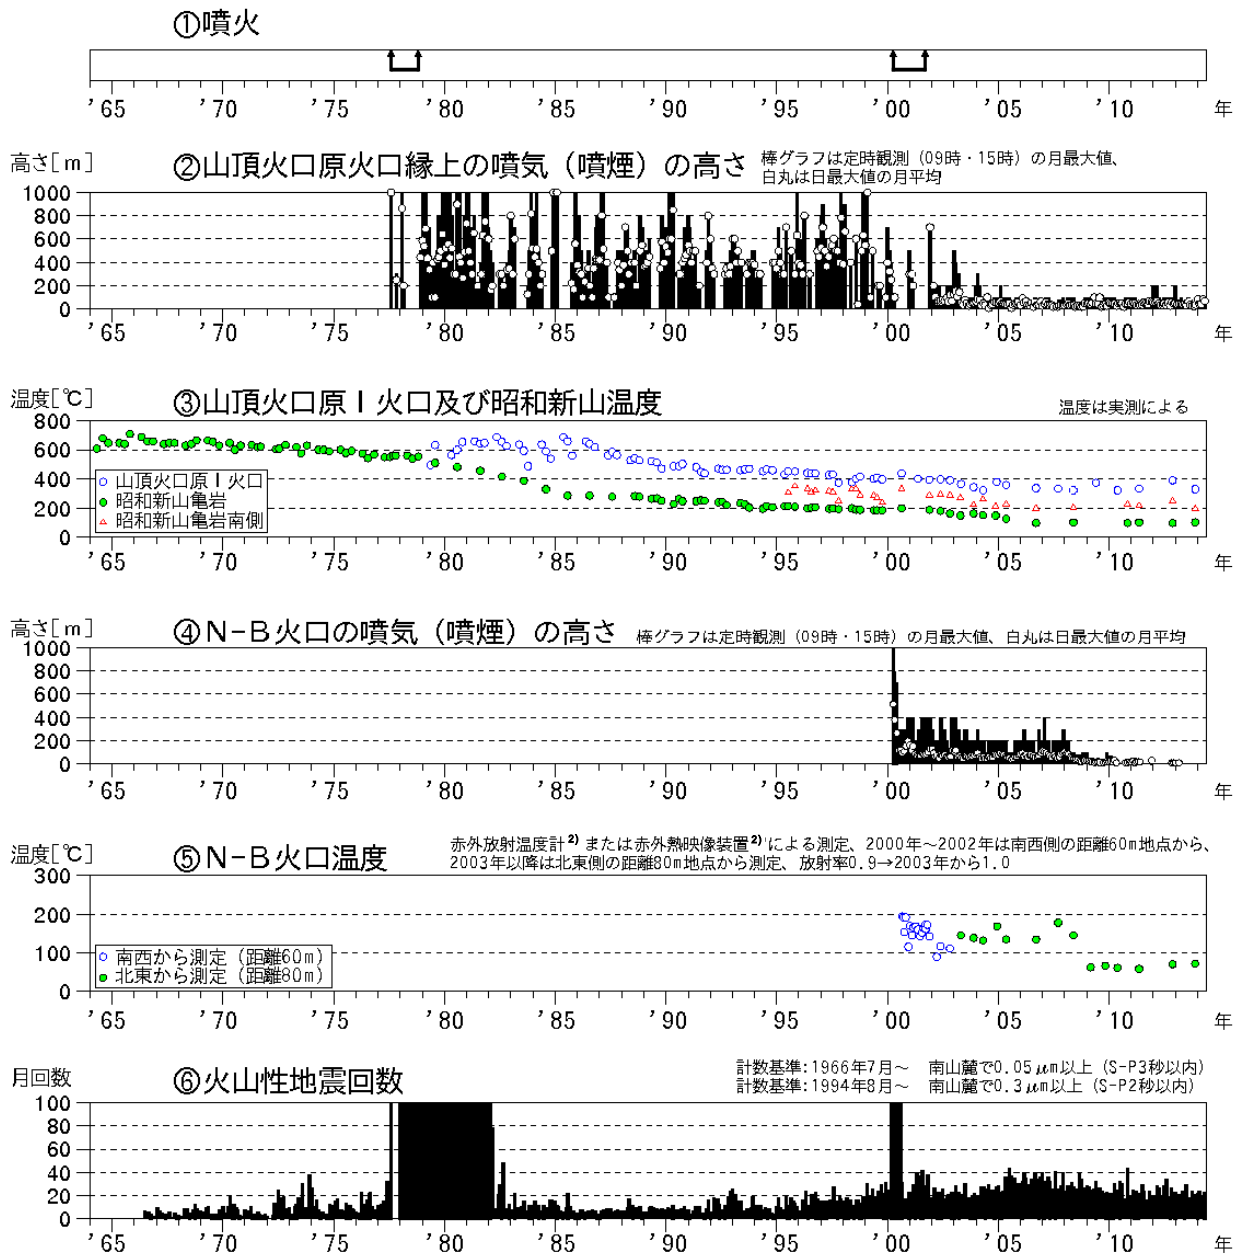 ①噴火
'65 '70 '75 '80 '85 '90 '95 '00 '05 '10 年
高さ[m]
②山頂火口原火口縁上の噴気（噴煙）の高さ
棒グラフは定時観測（09時・15時）の月最大値、
白丸は日最大値の月平均
1000
800
600
400
200
0
'65 '70 '75 '80 '85 '90 '95 '00 '05 '10 年
温度[℃]
③山頂火口原Ⅰ火口及び昭和新山温度
温度は実測による
800
600
400
200
0
山頂火口原Ⅰ火口
昭和新山亀岩
昭和新山亀岩南側
'65 '70 '75 '80 '85 '90 '95 '00 '05 '10 年
高さ[m]
④N-B火口の噴気（噴煙）の高さ
棒グラフは定時観測（09時・15時）の月最大値、白丸は日最大値の月平均
1000
800
600
400
200
0
'65 '70 '75 '80 '85 '90 '95 '00 '05 '10 年
温度[℃]
⑤N-B火口温度
赤外放射温度計2)または赤外熱映像装置2)による測定、2000年～2002年は南西側の距離60m地点から、
2003年以降は北東側の距離80m地点から測定、放射率0.9→2003年から1.0
300
200
100
0
南西から測定（距離60m）
北東から測定（距離80m）
'65 '70 '75 '80 '85 '90 '95 '00 '05 '10 年
月回数
⑥火山性地震回数
計数基準:1966年7月～ 南山麓で0.05μm以上（S-P3秒以内）
計数基準:1994年8月～ 南山麓で0.3μm以上（S-P2秒以内）
100
80
60
40
20
0
'65 '70 '75 '80 '85 '90 '95 '00 '05 '10 年